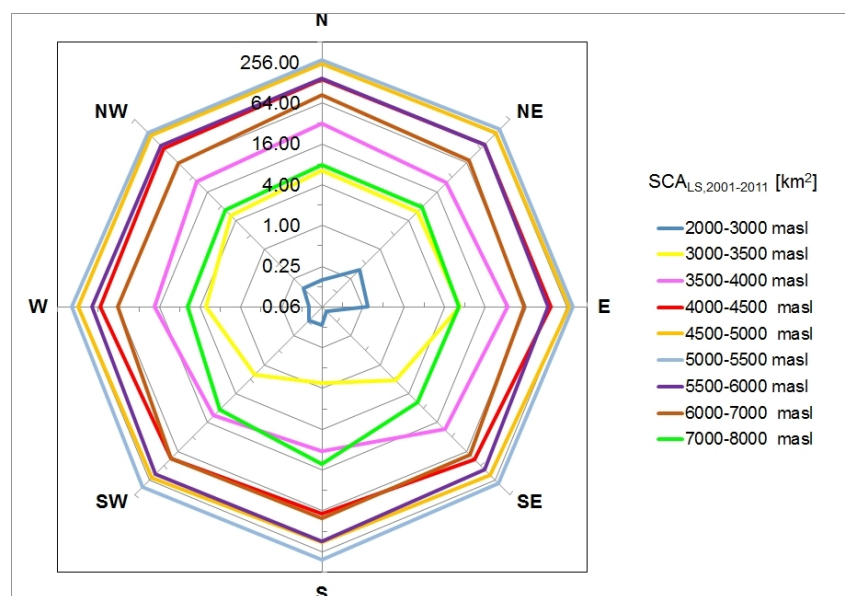 N
256.00
NW
NE
64.00
16.00
SCA LS,2001-2011 [km²]
4.00
2000-3000 masl
1.00
3000-3500 masl
0.25
3500-4000 masl
W
0.06
E
4000-4500 masl
4500-5000 masl
5000-5500 masl
5500-6000 masl
6000-7000 masl
7000-8000 masl
SW
SE
S